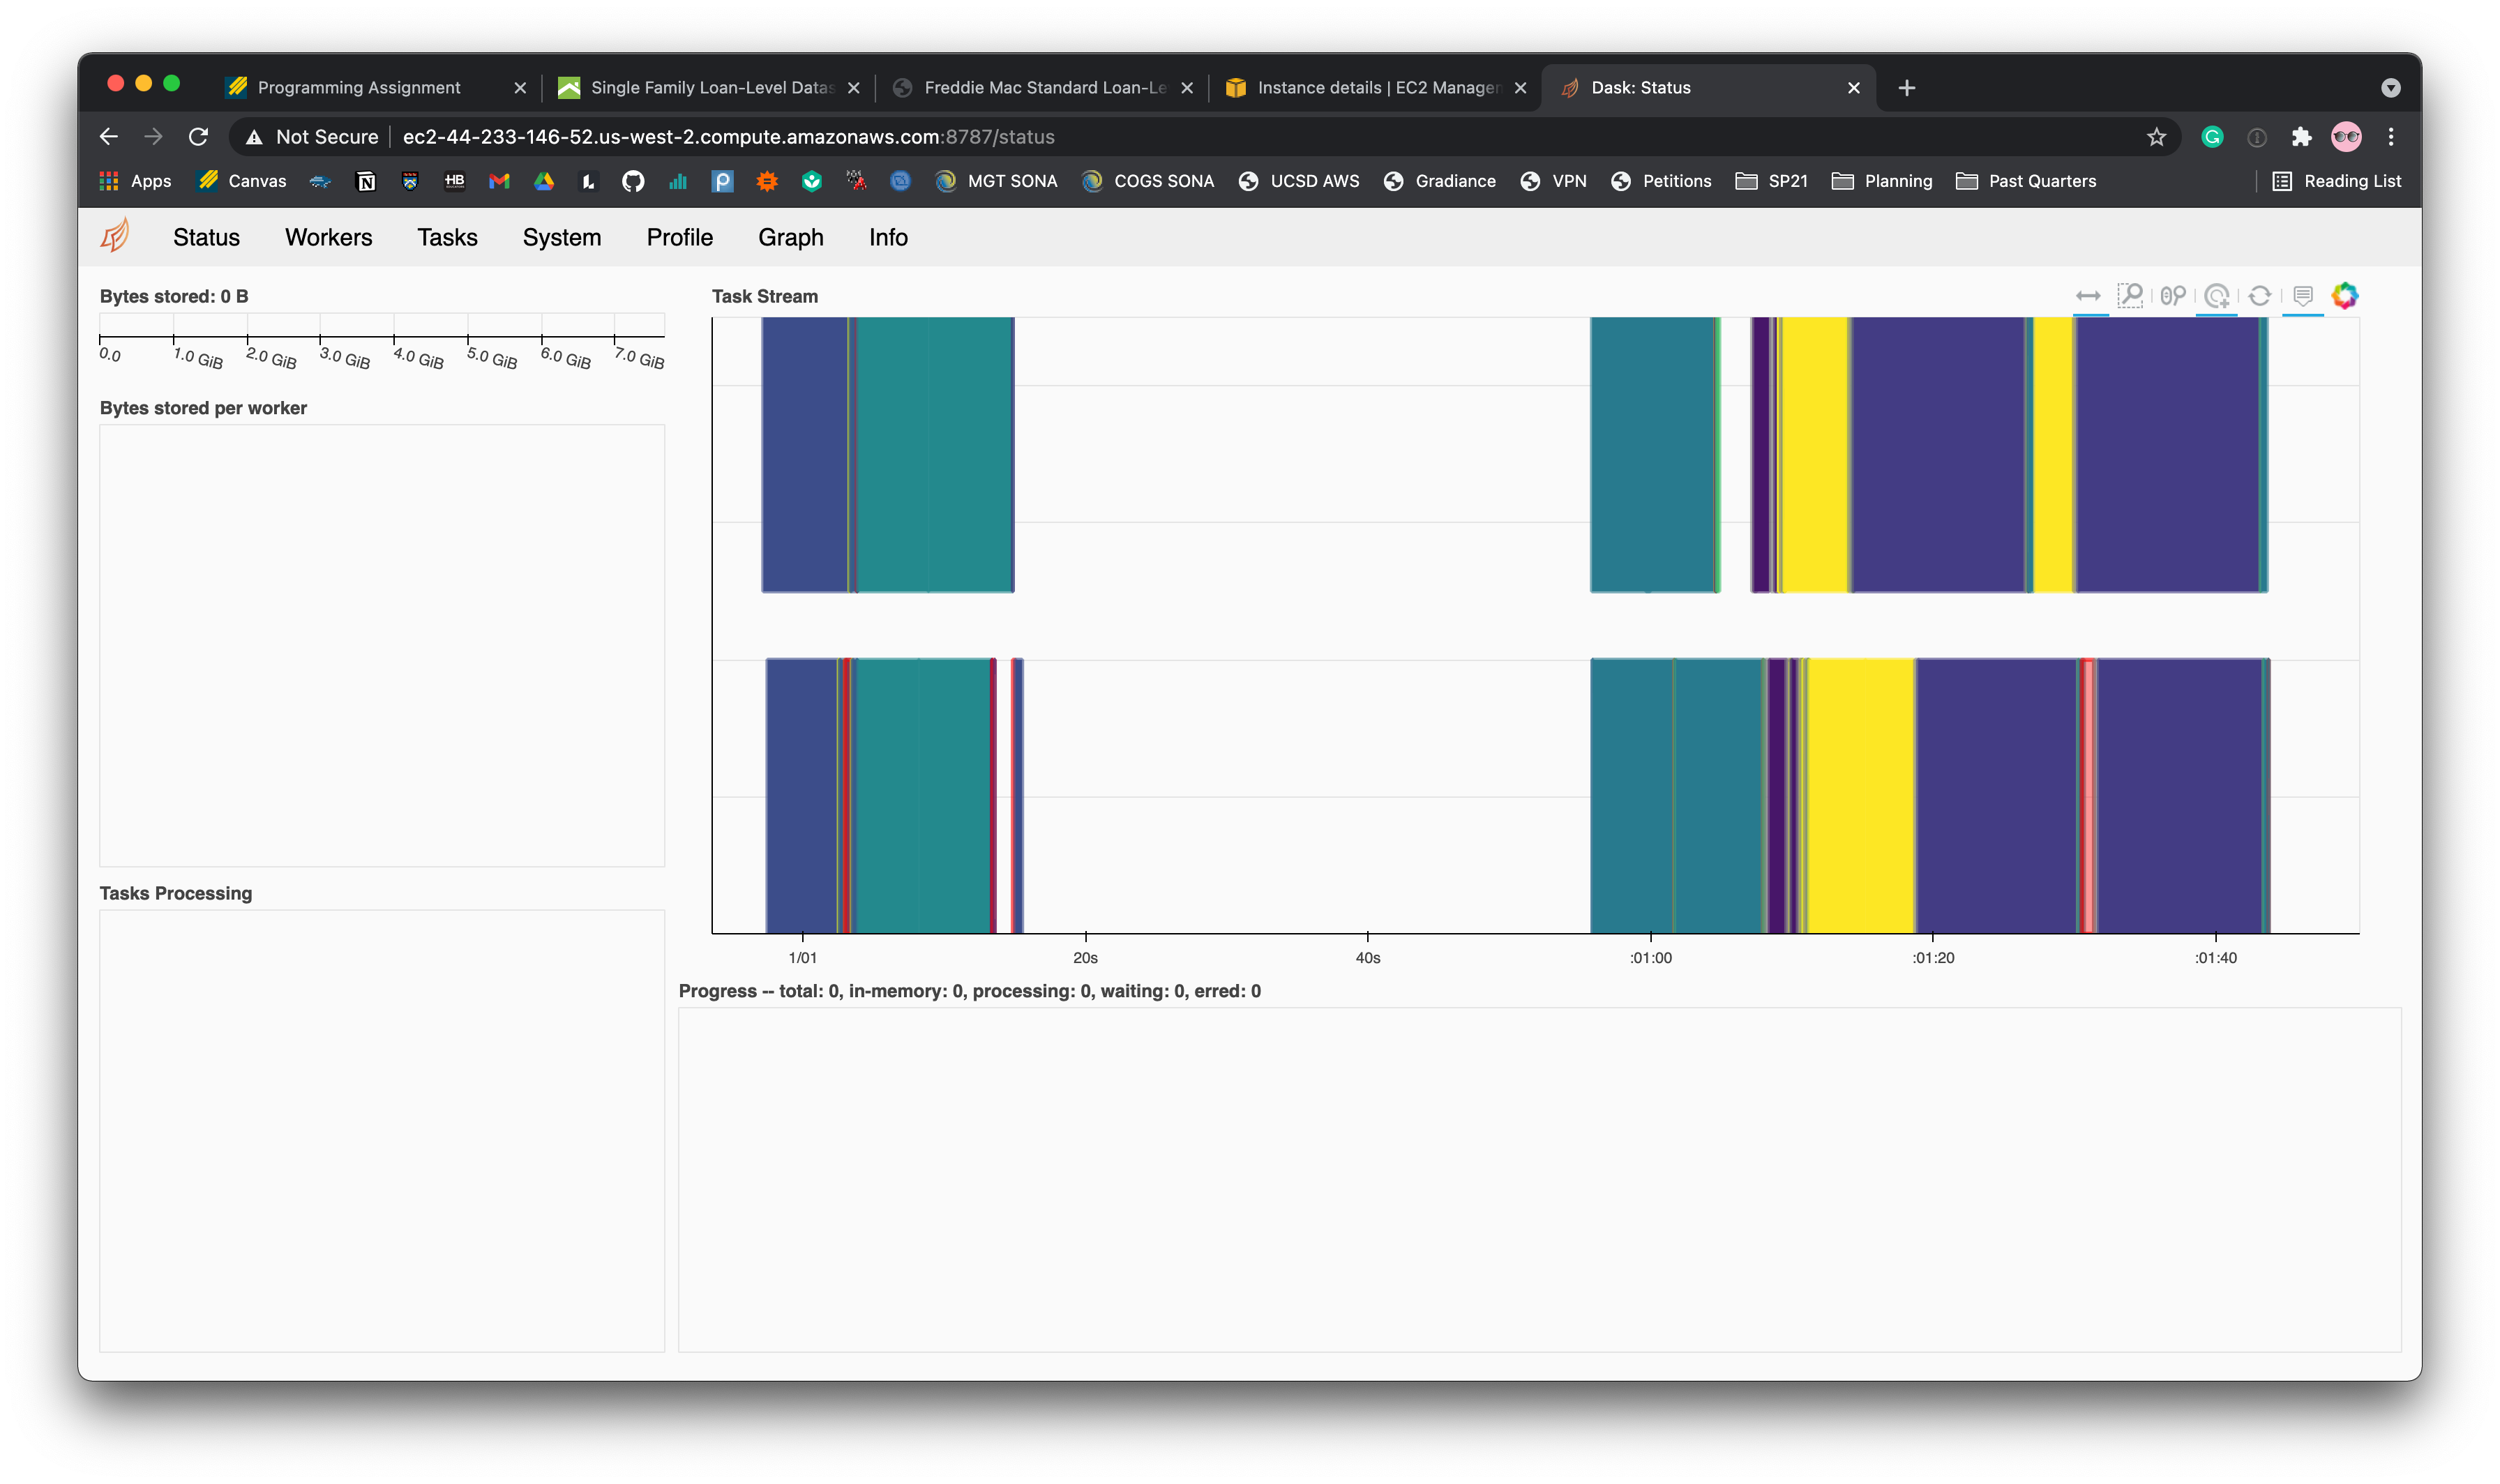 Programming Assignment
Single Family Loan-Level Datas
Freddie Mac Standard Loan-Le
Instance details | EC2 Managem
Dask: Status
Not Secure
ec2-44-233-146-52.us-west-2.compute.amazonaws.com:8787/status
Apps
Canvas
HB
MGT SONA
COGS SONA
UCSD AWS
Gradiance
VPN
Petitions
SP21
Planning
Past Quarters
Reading List
Status
Workers
Tasks
System
Profile
Graph
Info
Bytes stored: 0 B
0.0
1.0 GiB
2.0 GiB
3.0 GiB
4.0 GiB
5.0 GiB
6.0 GiB
7.0 GiB
Bytes stored per worker
Tasks Processing
Task Stream
1/01
20s
40s
:01:00
:01:20
:01:40
Progress -- total: 0, in-memory: 0, processing: 0, waiting: 0, erred: 0